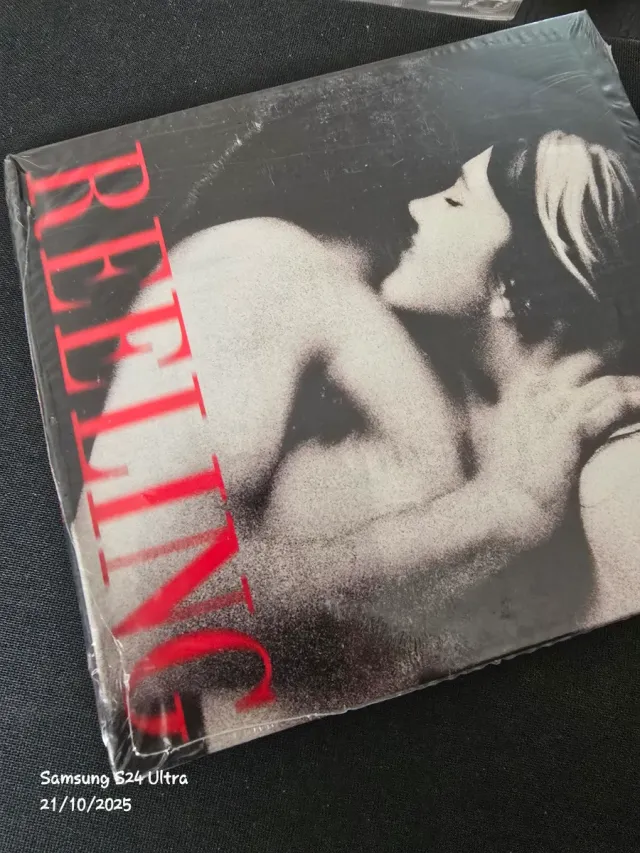 REELING
Samsung S24 Ultra
21/10/2025